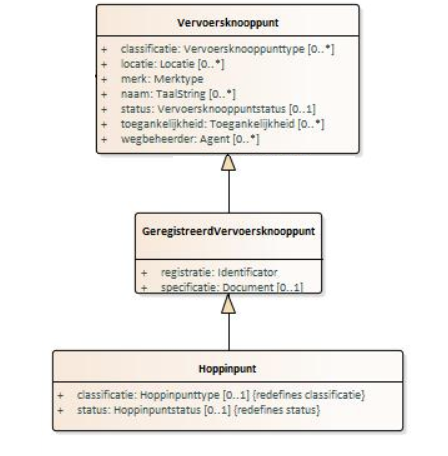 Vervoersknooppunt
+ classificatie: Vervoersknooppunttype [0..*]
+ locatie: Locatie [0..*]
+ merk: Merktype
+ naam: TaalString [0..*]
+ status: Vervoersknooppuntstatus [0..1]
+ toegankelijkheid: Toegankelijkheid [0..*]
+ wegbeheerder: Agent [0..*]
GeregistreerdVervoersknooppunt
+ registratie: Identificator
+ specificatie: Document [0..1]
Hoppinpunt
+ classificatie: Hoppinpunttype [0..1] {redefines classificatie}
+ status: Hoppinpuntstatus [0..1] {redefines status}